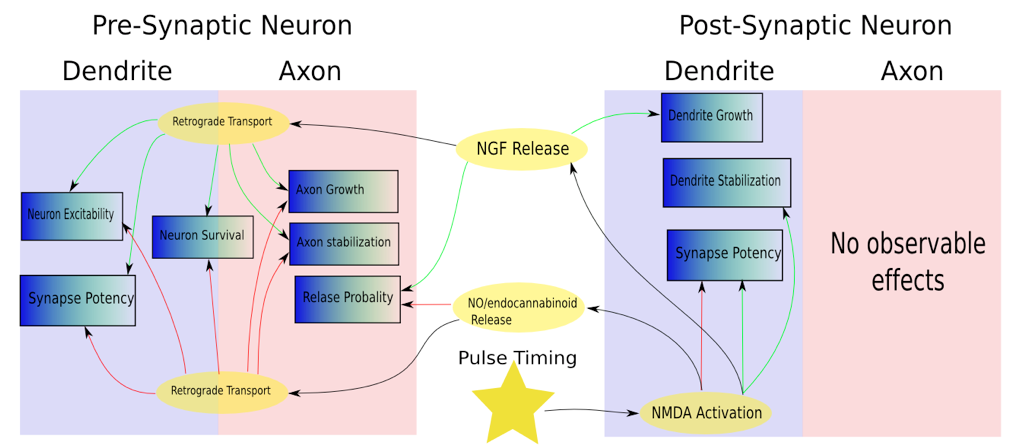 Pre-Synaptic Neuron
Post-Synaptic Neuron
Dendrite
Axon
Dendrite
Axon
Retrograde Transport
NGF Release
Dendrite Growth
Dendrite Stabilization
Axon Growth
Neuron Excitability
Neuron Survival
Axon stabilization
Synapse Potency
No observable
effects
Synapse Potency
Relase Probality
NO/endocannabinoid
Release
Pulse Timing
Retrograde Transport
NMDA Activation